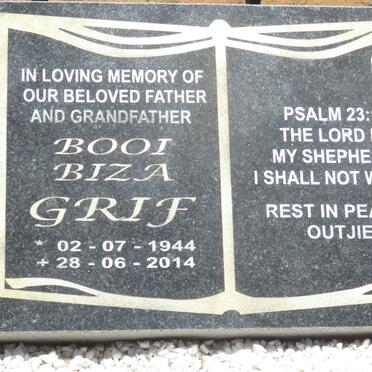 IN LOVING MEMORY OF
OUR BELOVED FATHER
AND GRANDFATHER
BOOI
BIZA
GRIF
* 02 - 07 - 1944
+ 28 - 06 - 2014
PSALM 23:
THE LORD
MY SHEPHE
I SHALL NOT W
REST IN PEA
OUTJIE